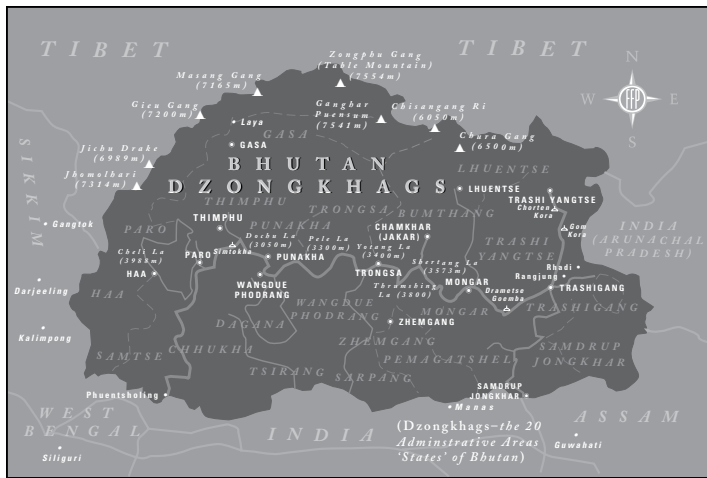 TIBET
TIBET
Zongphu Gang
(Table Mountain)
(7554m)
Masang Gang
(7165m)
N
W
E
S
FFP
Gieu Gang
(7200m)
Ganghar
Puensum
(7541m)
Chisangang Ri
(6050m)
Laya
GASA
GASA
Chura Gang
(6500m)
Jichu Drake
(6989m)
Jhomolhari
(7314m)
SIKKIM
BHUTAN
DZONGKHAGS
LHUENTSE
LHUENTSE
TRASHI YANGTSE
Chorten
Kora
THIMPHU
TRONGSA
BUMTHANG
Gangtok
THIMPHU
PUNAKHA
CHAMKHAR
(JAKAR)
Gom
Kora
INDIA
(ARUNACHAL
PRADESH)
PARO
Dochu La
(3050m)
Pele La
(3300m)
Yotang La
(3400m)
TRASHI
YANGTSE
Cheli La
(3988m)
Simtokha
PARO
PUNAKHA
Shertang La
(3573m)
HAA
TRONGSA
Rhadi
Rangjung
Darjeeling
HAA
WANGDUE
PHODRANG
Thrumshing
La (3800)
MONGAR
Dramotse
Goemba
TRASHIGANG
WANGDUE
PHODRANG
MONGAR
TRASHIGANG
DAGANA
ZHEMGANG
Kalimpong
ZHEMGANG
CHHUKHA
SAMTSE
PEMAGATSHEL
SAMDRUP
JONGKHAR
TSIRANG
SARPANG
Phuentsholing
SAMDRUP
JONGKHAR
Manas
WEST
BENGAL
INDIA
ASSAM
(Dzongkhags–the 20
Adminstrative Areas
'States' of Bhutan)
Guwahati
Siliguri